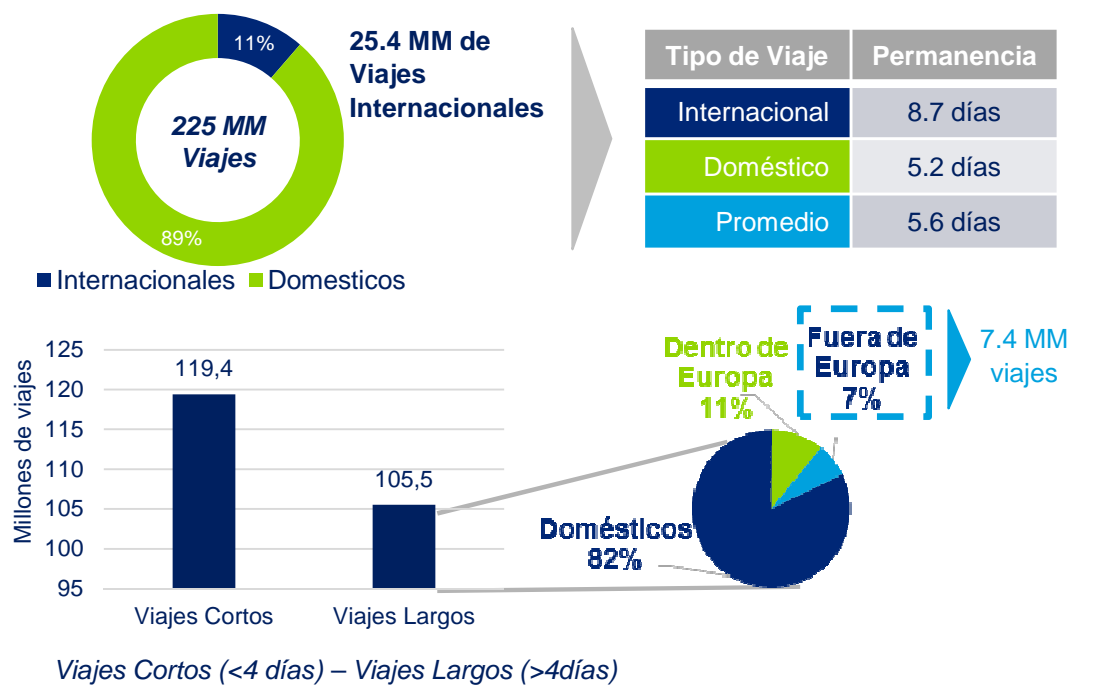 11%
225 MM
Viajes
89%
Internacionales Domesticos
25.4 MM de
Viajes
Internacionales
Tipo de Viaje Permanencia
Internacional 8.7 días
Doméstico 5.2 días
Promedio 5.6 días
Millones de viajes
125
120
115
110
105
100
95
119,4
105,5
Viajes Cortos Viajes Largos
Dentro de
Europa
11%
Fuera de
Europa
7%
7.4 MM
viajes
Domésticos
82%
Viajes Cortos (<4 días) – Viajes Largos (>4días)